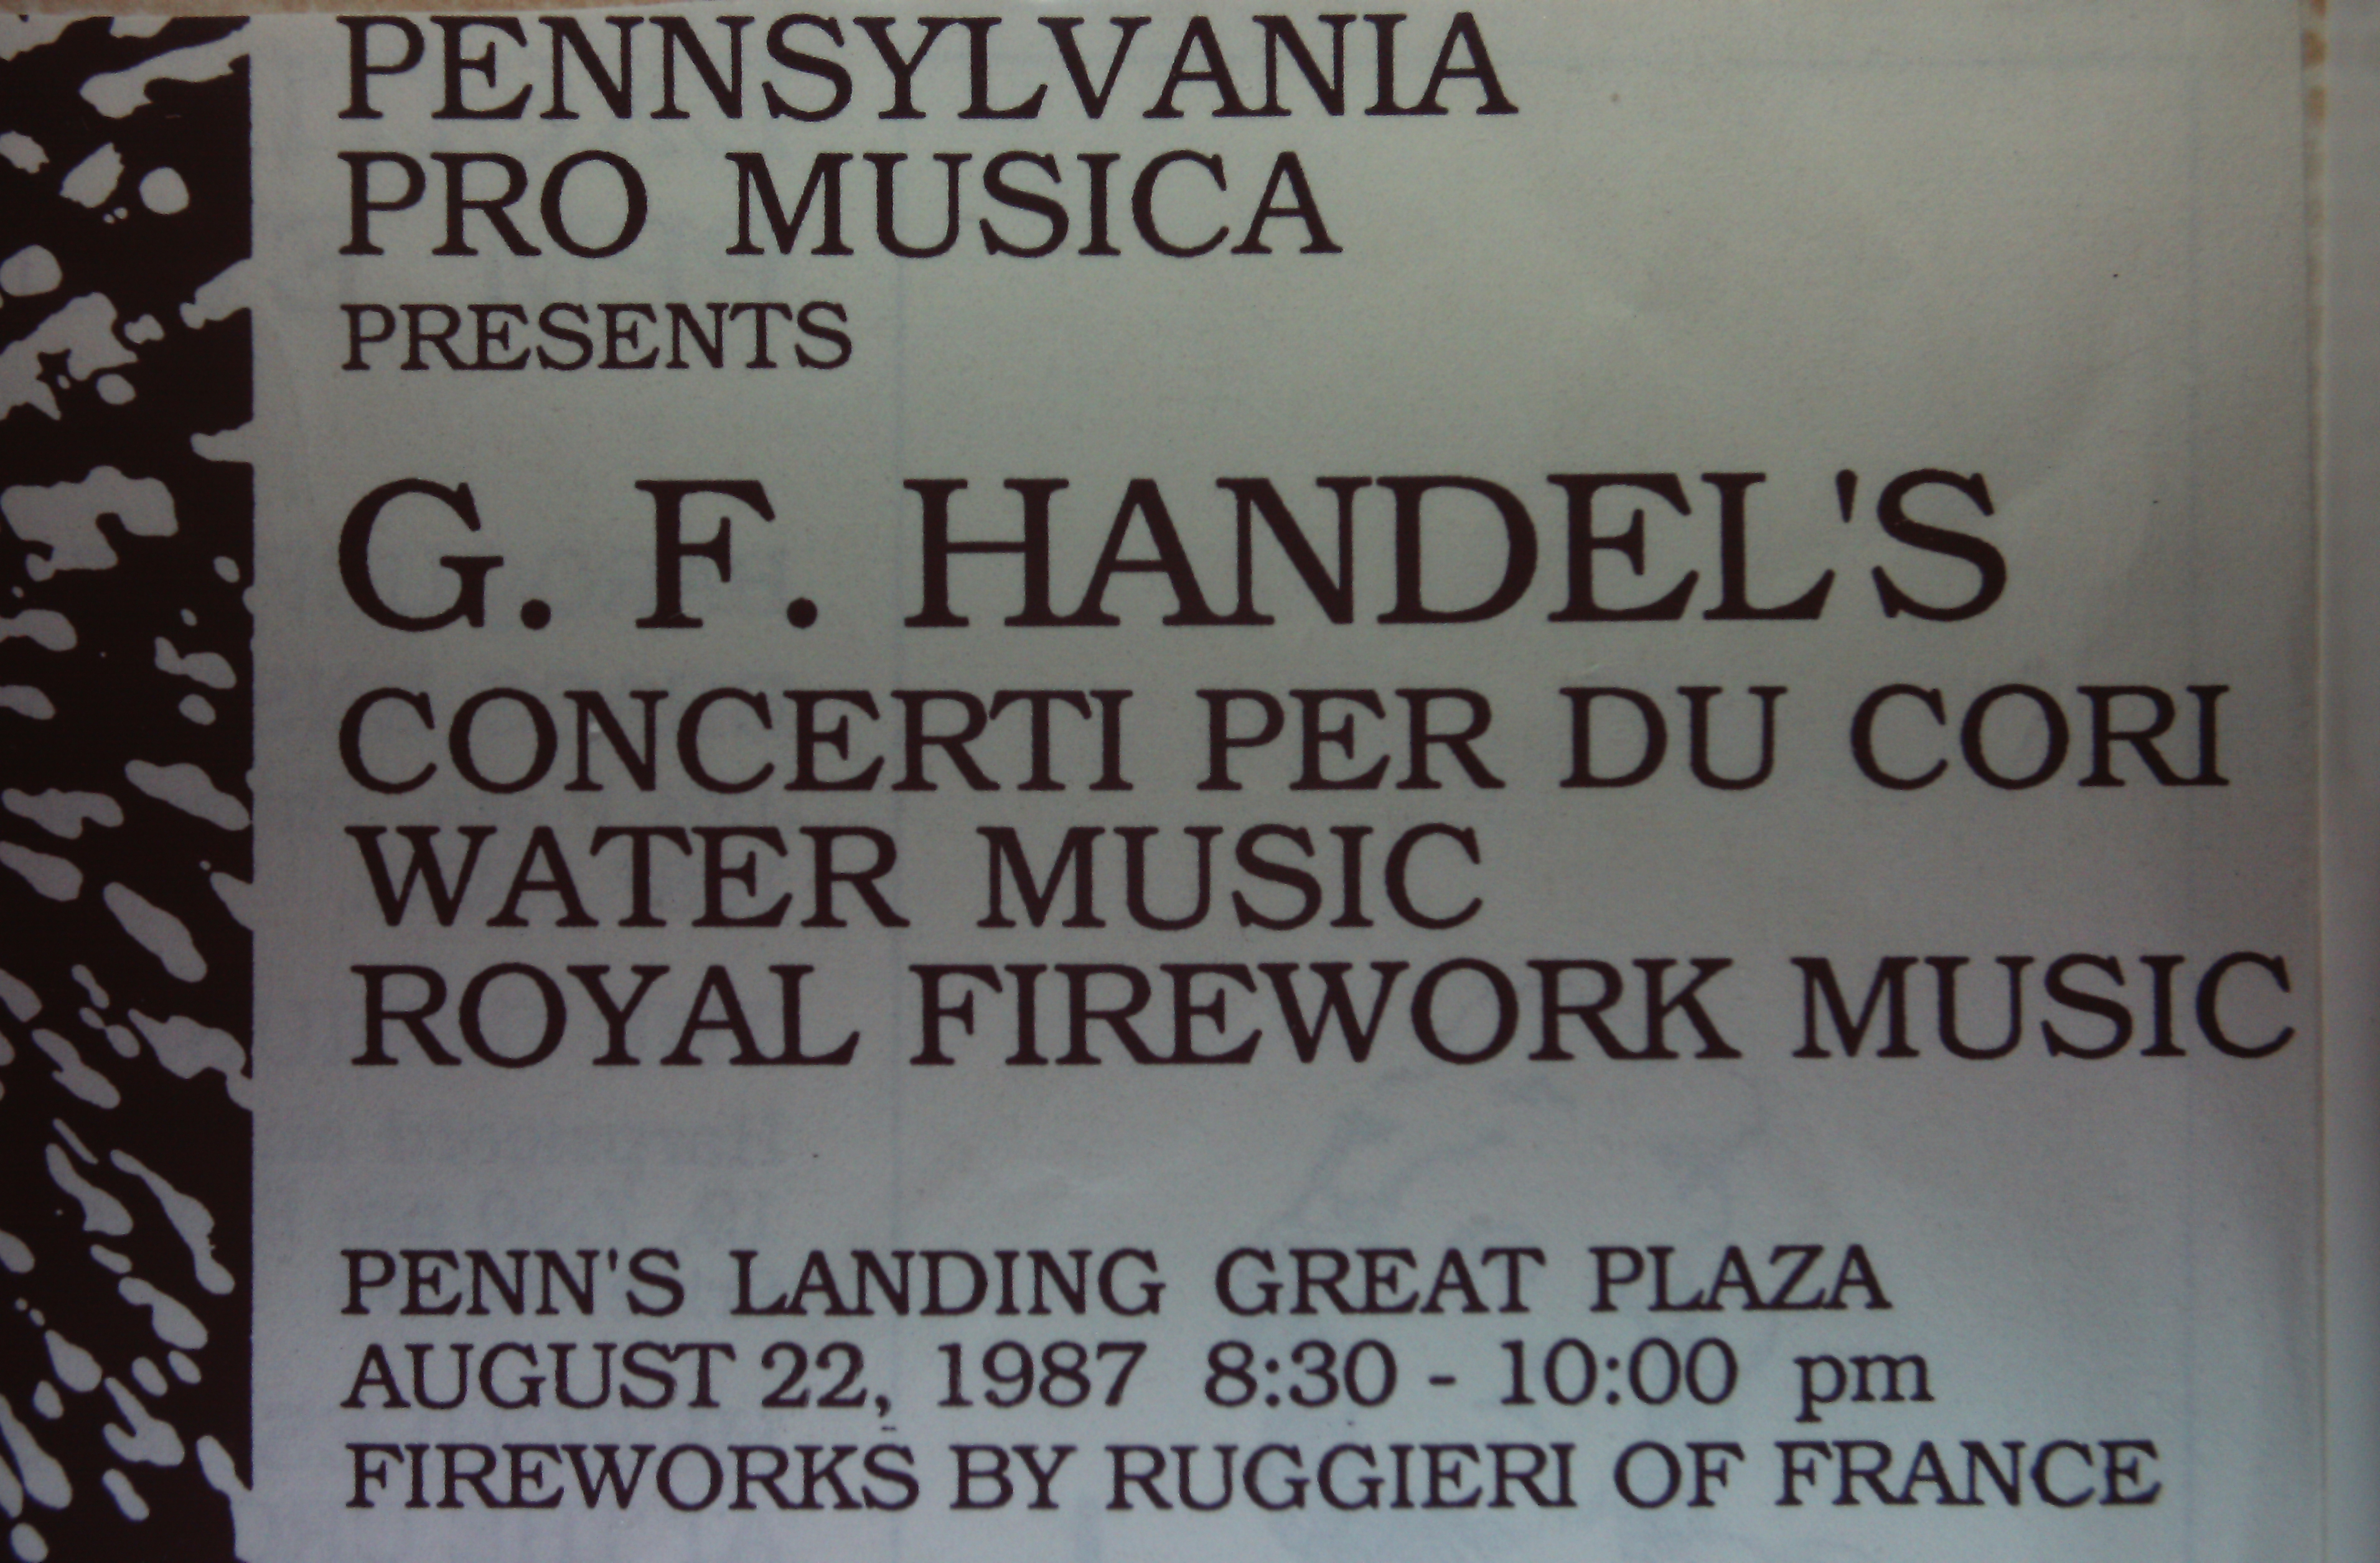 PENNSYLVANIA
PRO MUSICA
PRESENTS
G. F. HANDEL'S
CONCERTI PER DU CORI
WATER MUSIC
ROYAL FIREWORK MUSIC
PENN'S LANDING GREAT PLAZA
AUGUST 22, 1987 8:30 - 10:00 pm
FIREWORKS BY RUGGIERI OF FRANCE